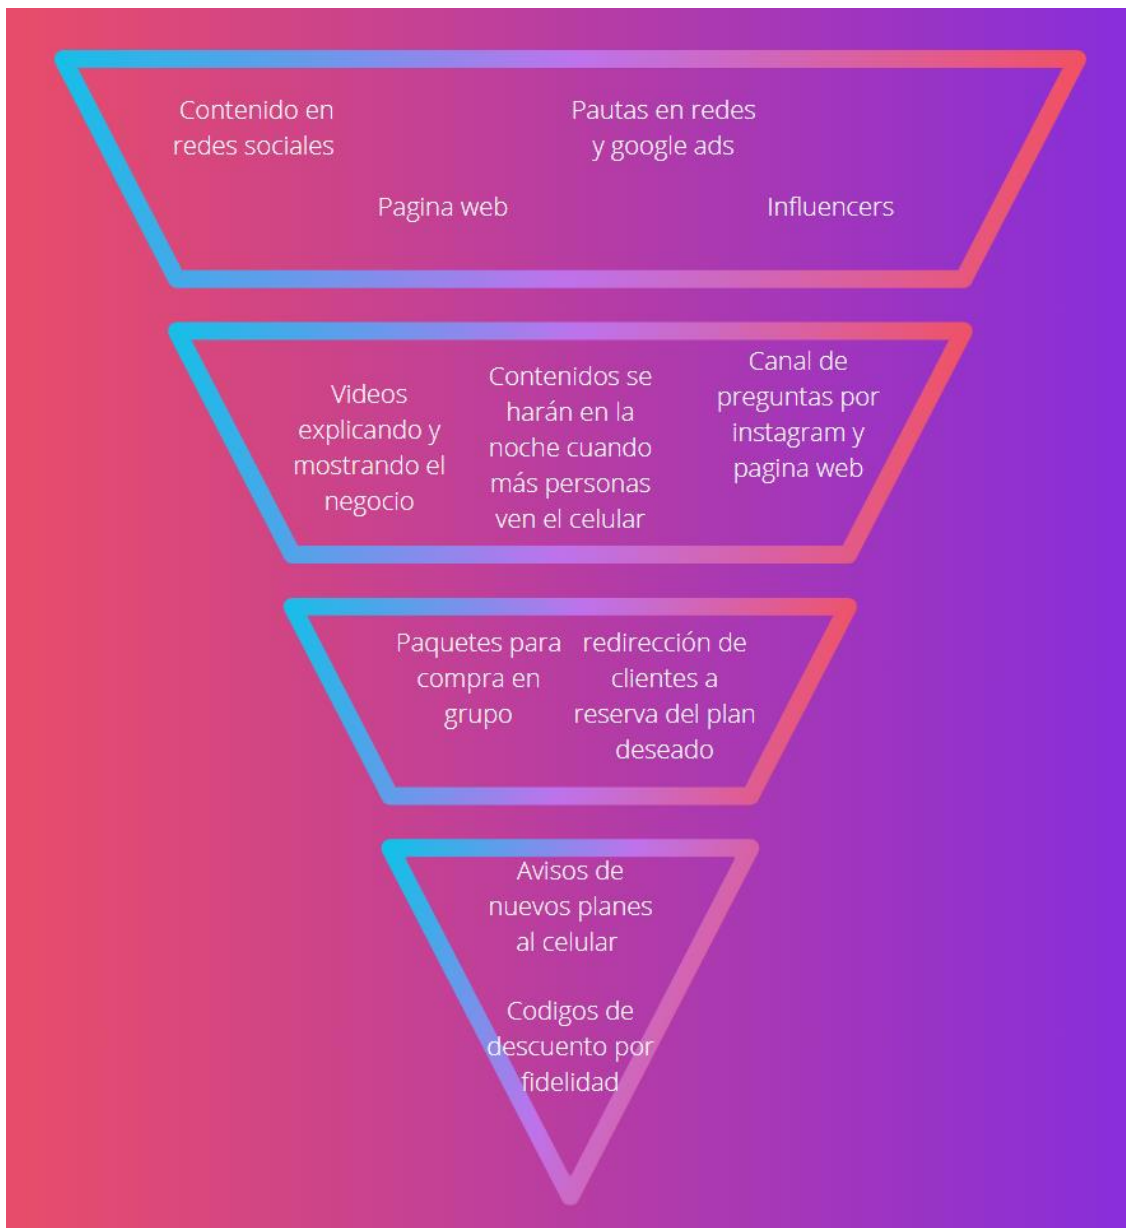 Contenido en
redes sociales
Pautas en redes
y google ads
Pagina web
Influencers
Videos
explicando y
mostrando el
negocio
Contenidos se
harán en la
noche cuando
más personas
ven el celular
Canal de
preguntas por
instagram y
pagina web
Paquetes para
compra en
grupo
redirección de
clientes a
reserva del plan
deseado
Avisos de
nuevos planes
al celular
Codigos de
descuento por
fidelidad